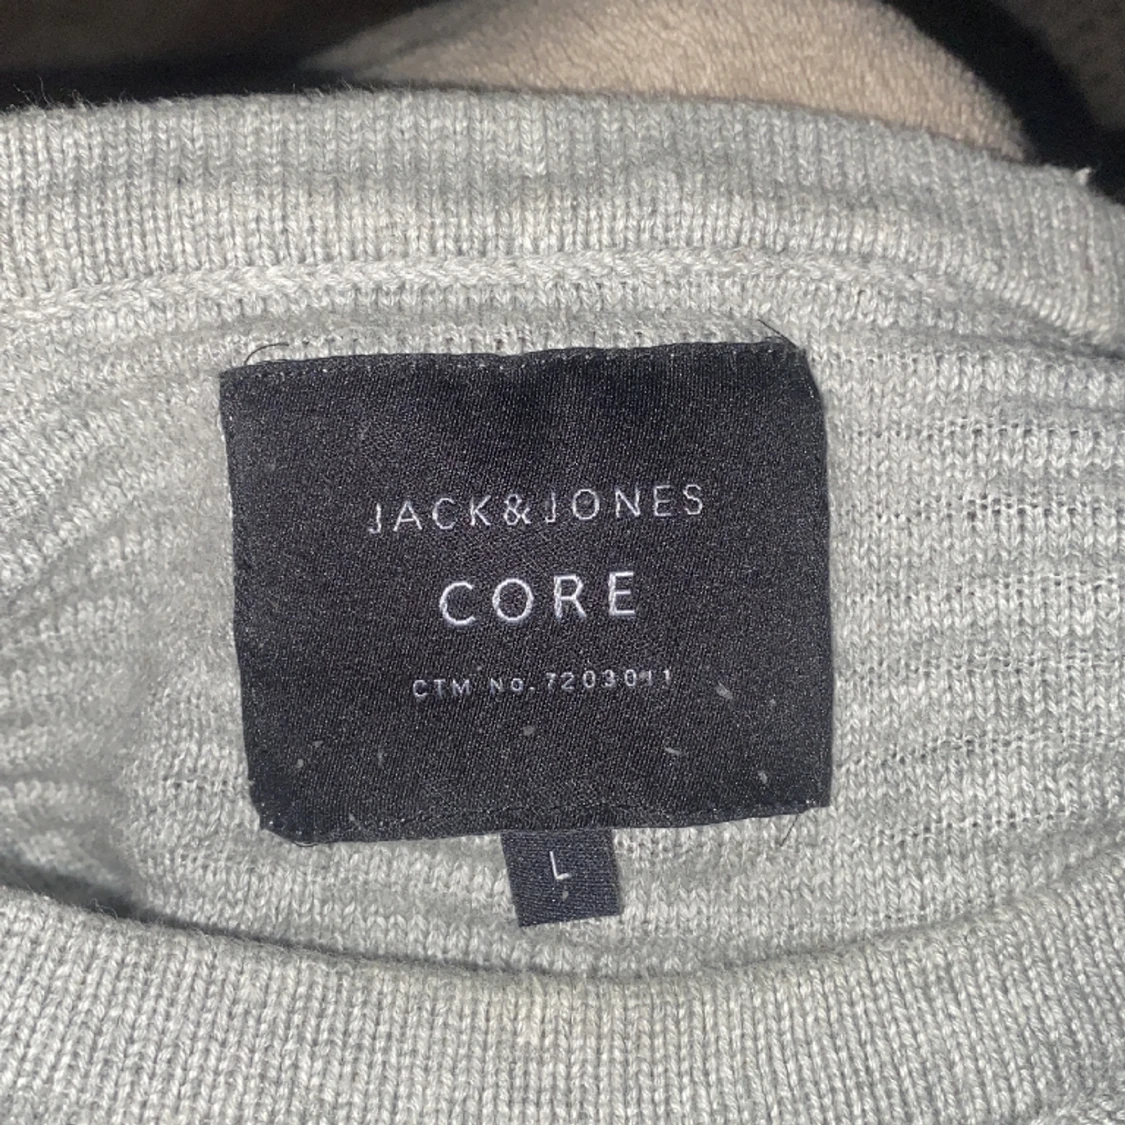 JACK&JONES
CORE
CTM No. 7203011
L